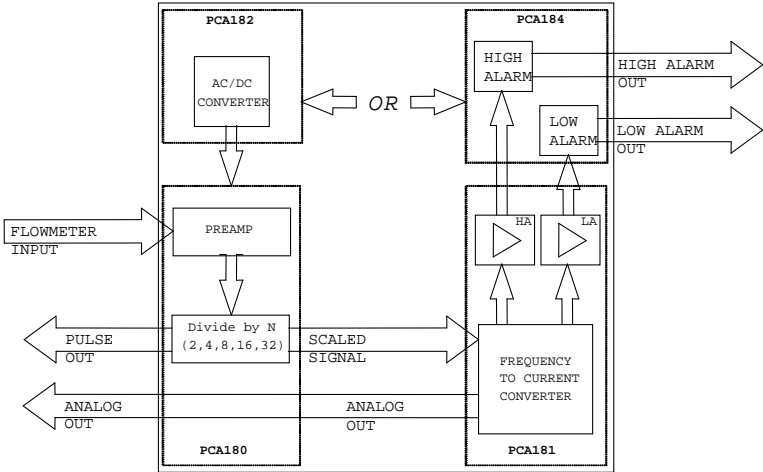 PCA182
PCA184
AC/DC
CONVERTER
OR
HIGH
ALARM
HIGH ALARM
OUT
LOW
ALARM
LOW ALARM
OUT
FLOWMETER
INPUT
PREAMP
HA
LA
Divide by N
(2,4,8,16,32)
PULSE
OUT
SCALED
SIGNAL
FREQUENCY
TO CURRENT
CONVERTER
ANALOG
OUT
ANALOG
OUT
PCA180
PCA181